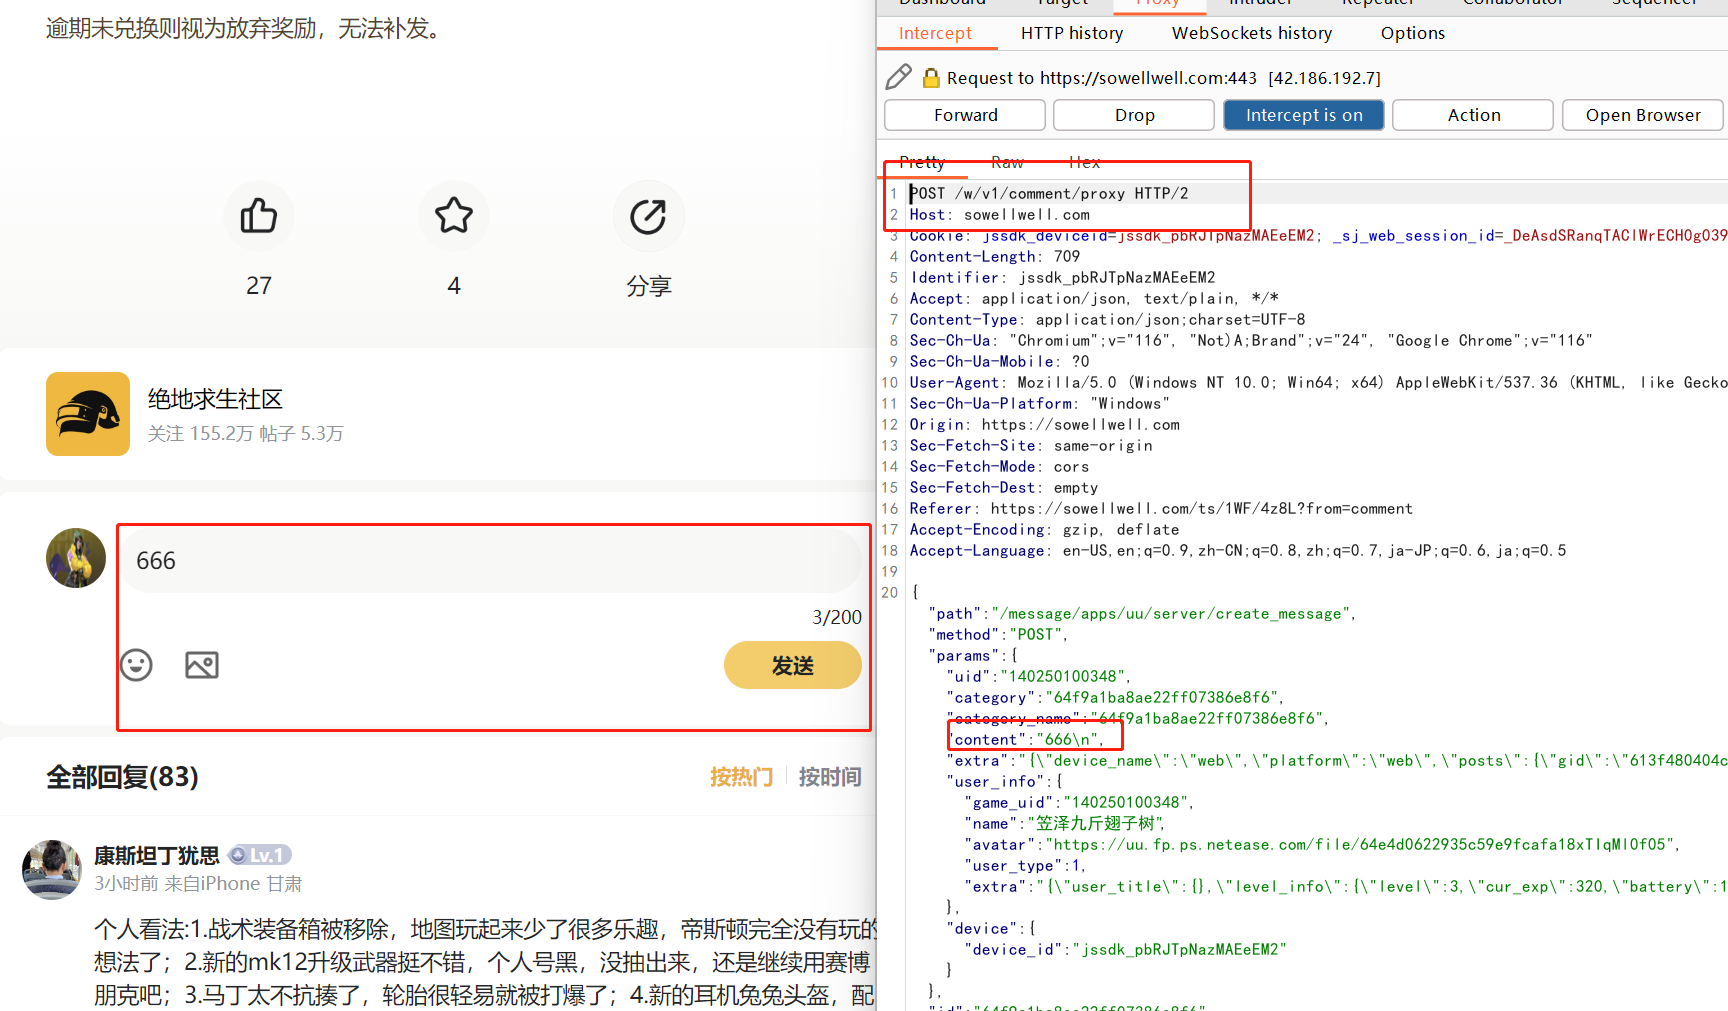 逾期未兑换则视为放弃奖励，无法补发。
27
4
分享
绝地求生社区
关注 155.2万 帖子 5.3万
666
3/200
发送
全部回复(83)
按热门
按时间
康斯坦丁犹思
Lv.1
3小时前 来自iPhone 甘肃
个人看法:1.战术装备箱被移除，地图玩起来少了很多乐趣，帝斯顿完全没有玩的
想法了；2.新的mk12升级武器挺不错，个人号黑，没抽出来，还是继续用赛博
朋克吧；3.马丁太不抗揍了，轮胎很轻易就被打爆了；4.新的耳机兔兔头盔，配
Dashboard Target Proxy Intruder Repeater Collaborator Sequencer
Intercept HTTP history WebSockets history Options
Request to https://sowellwell.com:443 [42.186.192.7]
Forward Drop Intercept is on Action Open Browser
Pretty Raw Hex
1 POST /w/v1/comment/proxy HTTP/2
2 Host: sowellwell.com
3 Cookie: jssdk_deviceid=jssdk_pbRJTpNazMAEeEM2; _sj_web_session_id=_DeAsdSRanqTAClWrECH0g039
4 Content-Length: 709
5 Identifier: jssdk_pbRJTpNazMAEeEM2
6 Accept: application/json, text/plain, */*
7 Content-Type: application/json;charset=UTF-8
8 Sec-Ch-Ua: "Chromium";v="116", "Not)A;Brand";v="24", "Google Chrome";v="116"
9 Sec-Ch-Ua-Mobile: ?0
10 User-Agent: Mozilla/5.0 (Windows NT 10.0; Win64; x64) AppleWebKit/537.36 (KHTML, like Gecko
11 Sec-Ch-Ua-Platform: "Windows"
12 Origin: https://sowellwell.com
13 Sec-Fetch-Site: same-origin
14 Sec-Fetch-Mode: cors
15 Sec-Fetch-Dest: empty
16 Referer: https://sowellwell.com/ts/1WF/4z8L?from=comment
17 Accept-Encoding: gzip, deflate
18 Accept-Language: en-US,en;q=0.9,zh-CN;q=0.8,zh;q=0.7,ja-JP;q=0.6,ja;q=0.5
19
20 {
"path":"/message/apps/uu/server/create_message",
"method":"POST",
"params":{
"uid":"140250100348",
"category":"64f9a1ba8ae22ff07386e8f6",
"category_name":"64f9a1ba8ae22ff07386e8f6",
"content":"666\n",
"extra":"{\"device_name\":\"web\",\"platform\":\"web\",\"posts\":{\"gid\":\"613f480404c
"user_info":{
"game_uid":"140250100348",
"name":"笠泽九斤翅子树",
"avatar":"https://uu.fp.ps.netease.com/file/64e4d0622935c59e9fcafa18xTIqMl0f05",
"user_type":1,
"extra":"{\"user_title\":{},\"level_info\":{\"level\":3,\"cur_exp\":320,\"battery\":1
},
"device":{
"device_id":"jssdk_pbRJTpNazMAEeEM2"
}
},
"id":"64f9a1ba8ae22ff07386e8f6"